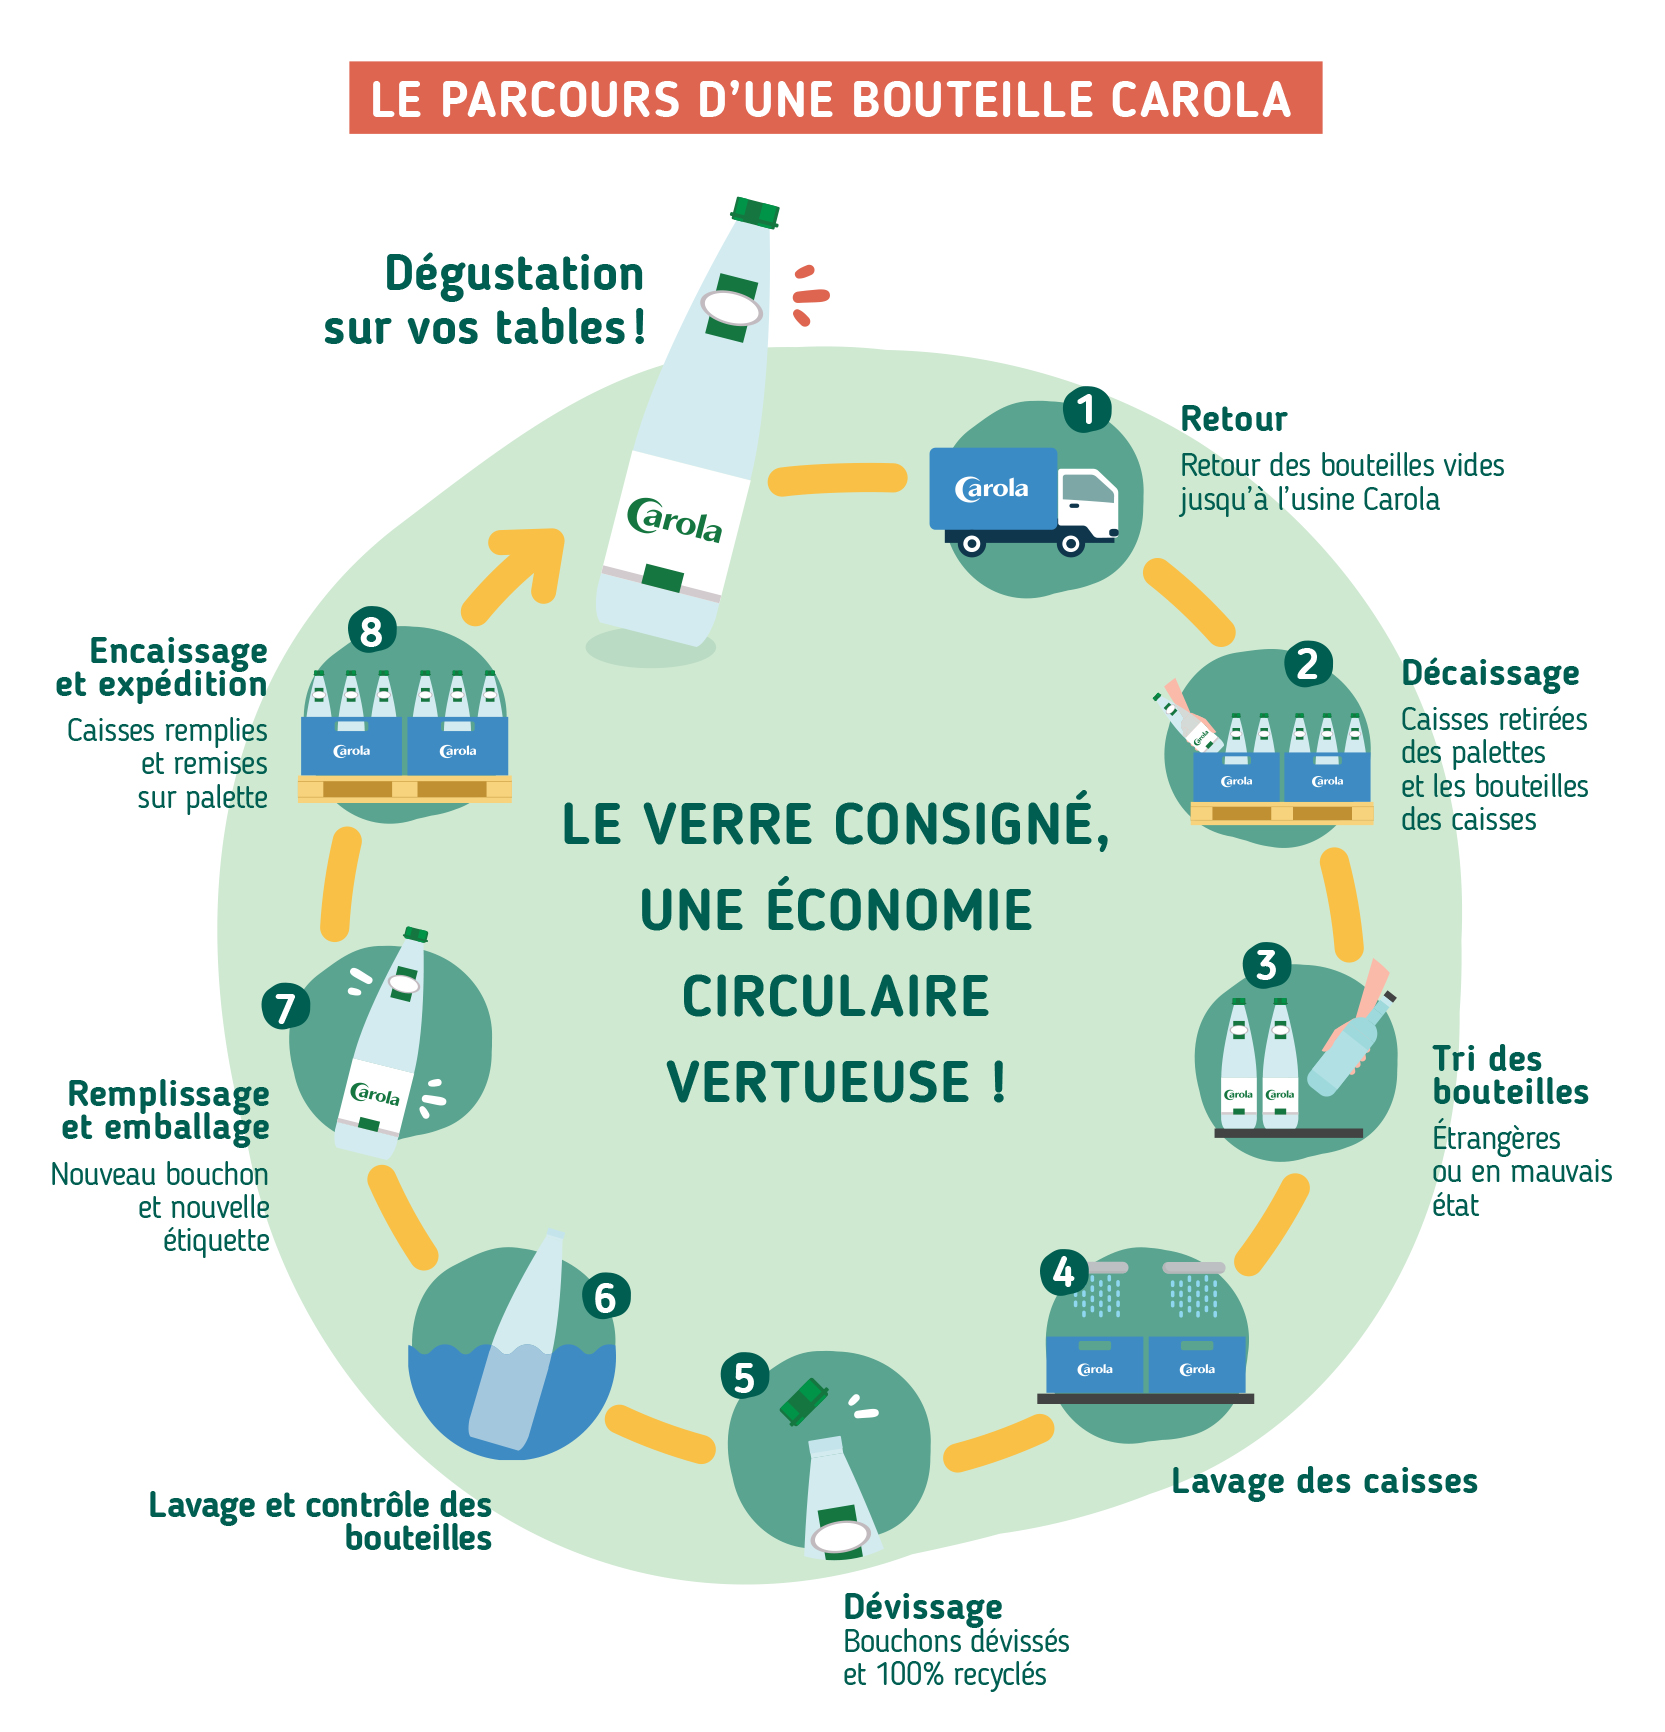 LE PARCOURS D'UNE BOUTEILLE CAROLA
Dégustation
sur vos tables !
Carola
1
Carola
Retour
Retour des bouteilles vides
jusqu'à l'usine Carola
2
Carola
Carola
Carola
Décaissage
Caisses retirées
des palettes
et les bouteilles
des caisses
3
Carola
Carola
Tri des
bouteilles
Étrangères
ou en mauvais
état
4
Carola
Carola
Lavage des caisses
5
Dévissage
Bouchons dévissés
et 100% recyclés
6
Lavage et contrôle des
bouteilles
7
Carola
Remplissage
et emballage
Nouveau bouchon
et nouvelle
étiquette
8
Carola
Carola
Encaissage
et expédition
Caisses remplies
et remises
sur palette
LE VERRE CONSIGNÉ,
UNE ÉCONOMIE
CIRCULAIRE
VERTUEUSE !